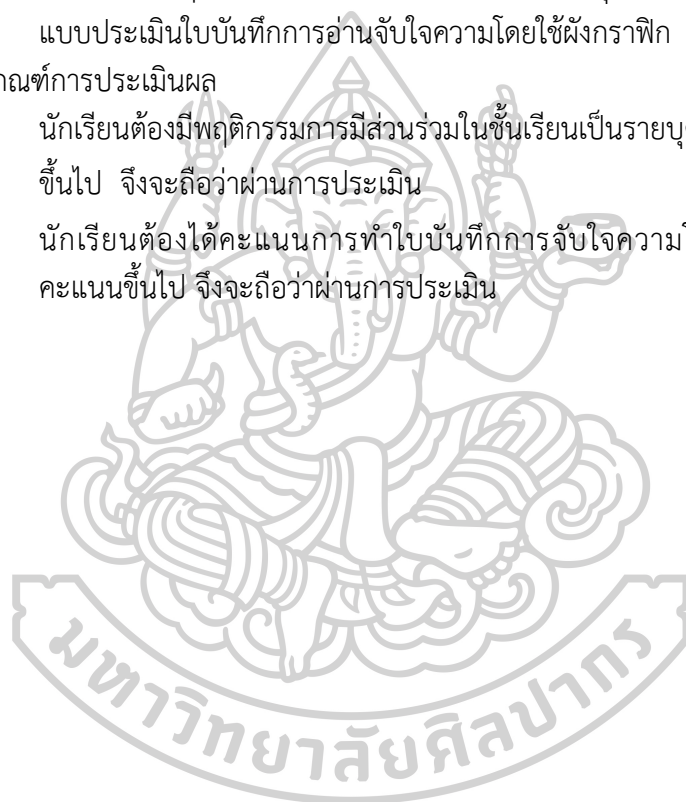 แบบประเมินใบบันทึกการอ่านจับใจความโดยใช้ผังกราฟิก
ณฑ์การประเมินผล
นักเรียนต้องมีพฤติกรรมการมีส่วนร่วมในชั้นเรียนเป็นรายบุ
ขึ้นไป จึงจะถือว่าผ่านการประเมิน
นักเรียนต้องได้คะแนนการทำใบบันทึกการจับใจความโ
คะแนนขึ้นไป จึงจะถือว่าผ่านการประเมิน
มหาวิทยาลัยศิลปากร